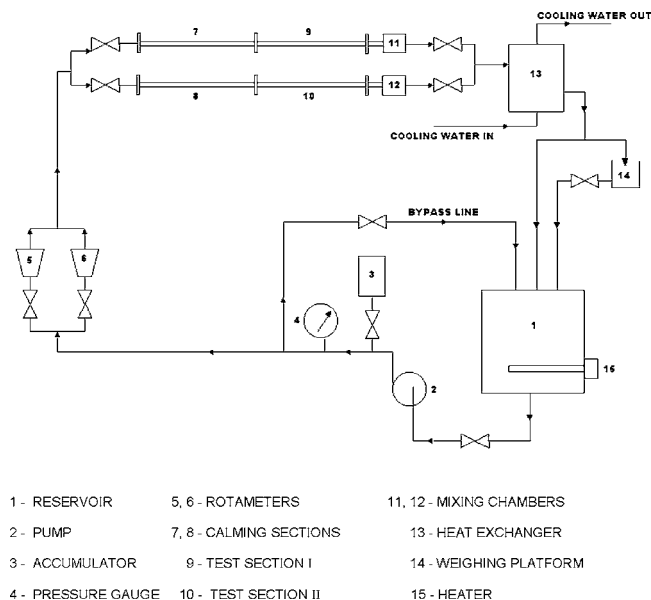 COOLING WATER OUT
7
9
11
13
8
10
12
COOLING WATER IN
14
BYPASS LINE
5
6
3
4
1
15
2
1 - RESERVOIR 5, 6 - ROTAMETERS 11, 12 - MIXING CHAMBERS
2 - PUMP 7, 8 - CALMING SECTIONS 13 - HEAT EXCHANGER
3 - ACCUMULATOR 9 - TEST SECTION I 14 - WEIGHING PLATFORM
4 - PRESSURE GAUGE 10 - TEST SECTION II 15 - HEATER